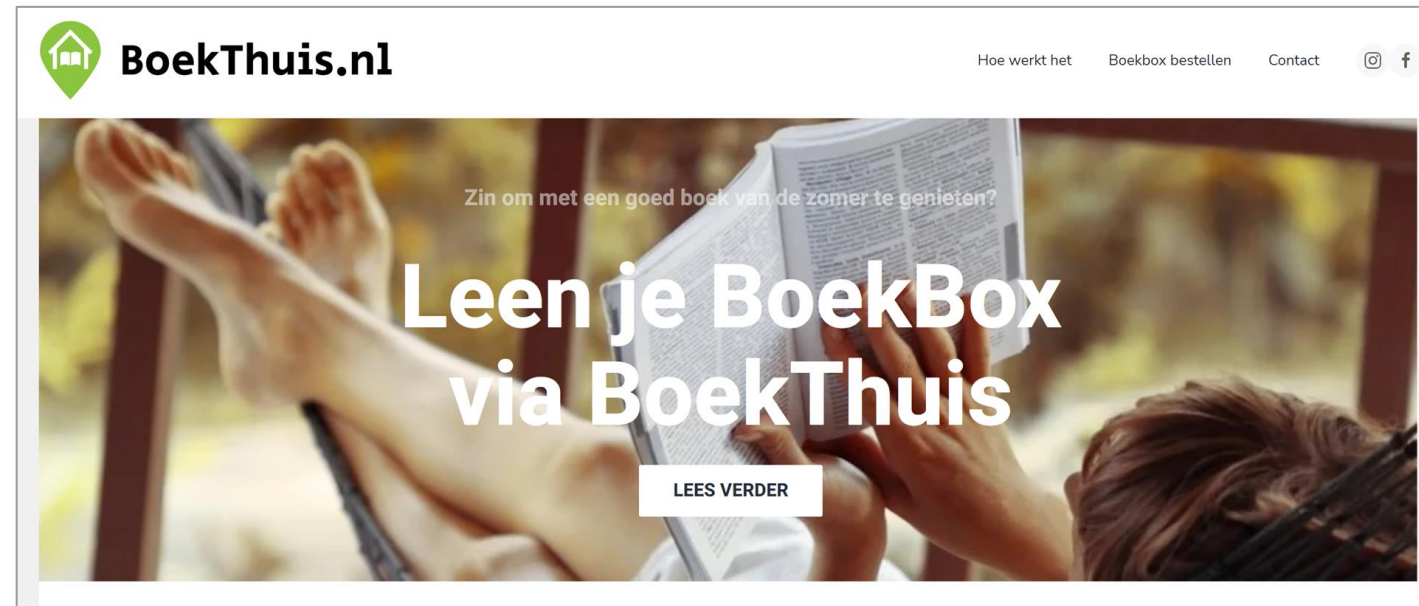 BoekThuis.nl
Hoe werkt het Boekbox bestellen Contact
Zin om met een goed boek van de zomer te genieten?
Leen je BoekBox
via BoekThuis
LEES VERDER